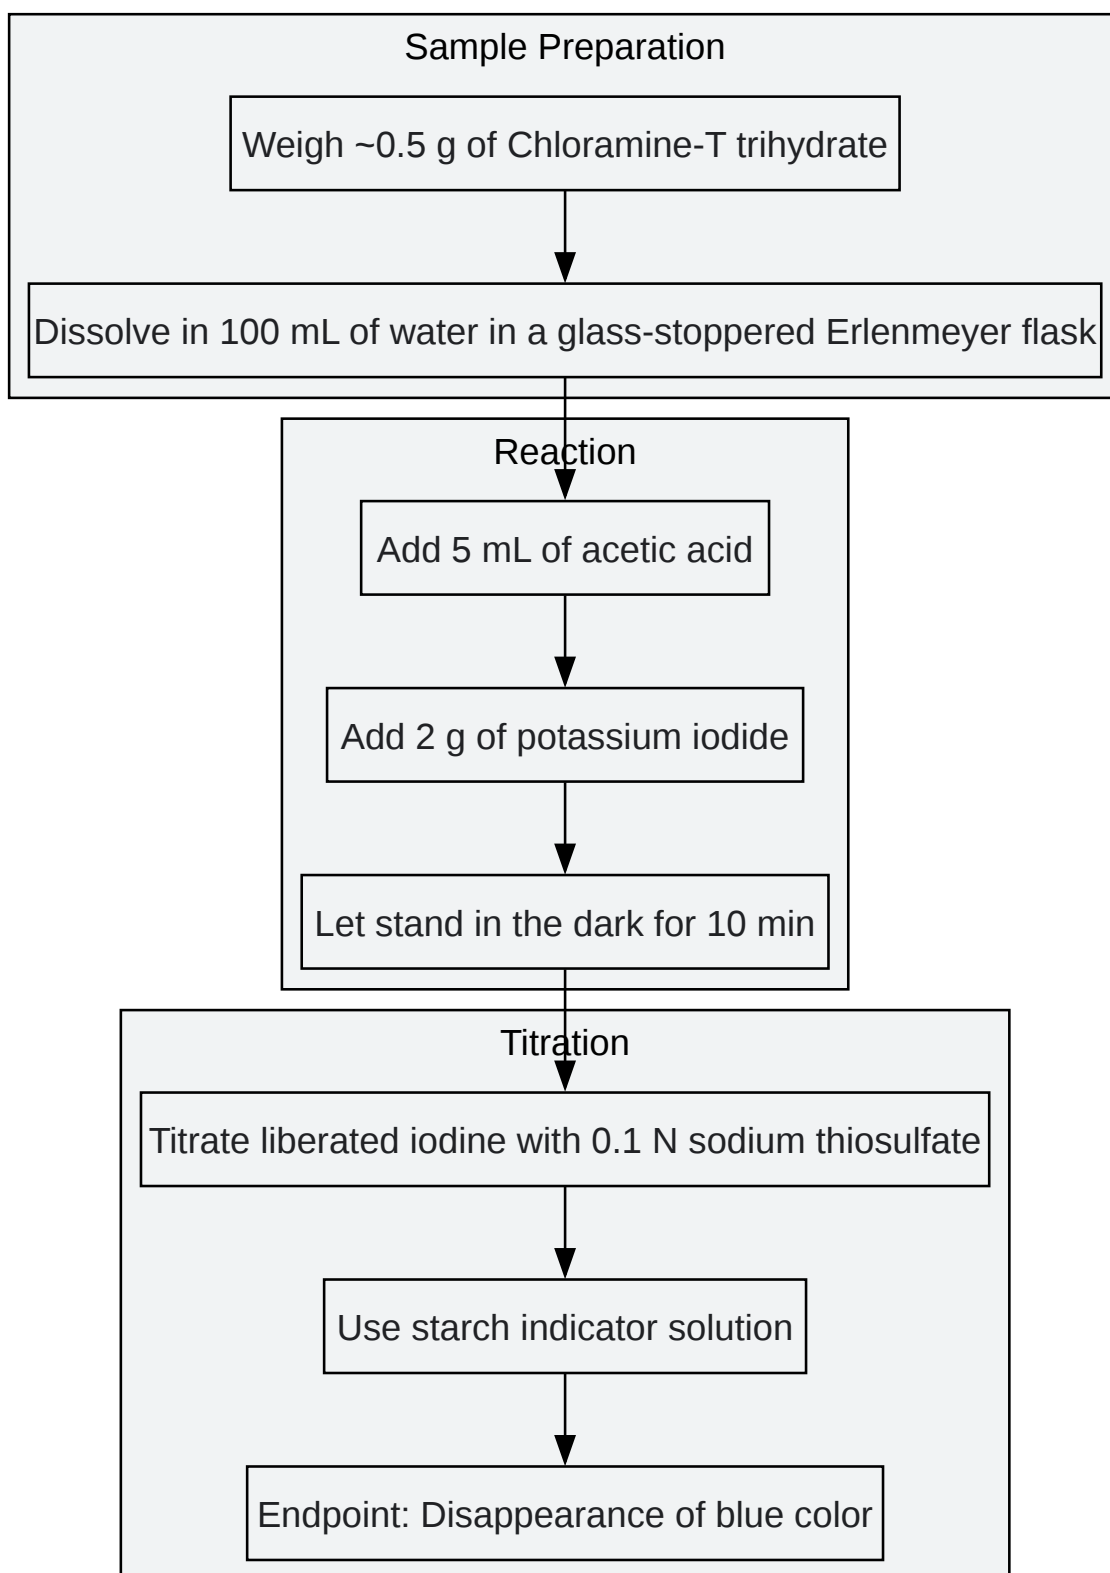 Sample Preparation
Weigh ~0.5 g of Chloramine-T trihydrate
Dissolve in 100 mL of water in a glass-stoppered Erlenmeyer flask
Reaction
Add 5 mL of acetic acid
Add 2 g of potassium iodide
Let stand in the dark for 10 min
Titration
Titrate liberated iodine with 0.1 N sodium thiosulfate
Use starch indicator solution
Endpoint: Disappearance of blue color